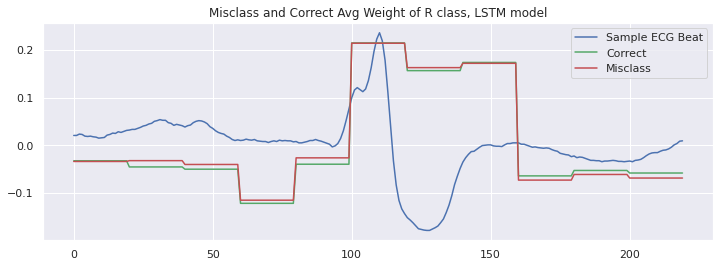 Misclass and Correct Avg Weight of R class, LSTM model
Sample ECG Beat
Correct
Misclass
0.2
0.1
0.0
−0.1
0
50
100
150
200